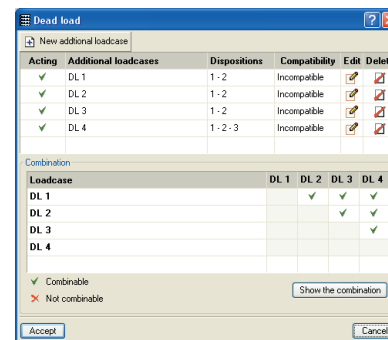 Dead load
New addtional loadcase
Acting Additional loadcases Dispositions Compatibility Edit Delet
DL 1 1 - 2 Incompatible
DL 2 1 - 2 Incompatible
DL 3 1 - 2 Incompatible
DL 4 1 - 2 - 3 Incompatible
Combination
Loadcase DL 1 DL 2 DL 3 DL 4
DL 1
DL 2
DL 3
DL 4
Combinable
Not combinable
Show the combination
Accept Cancel